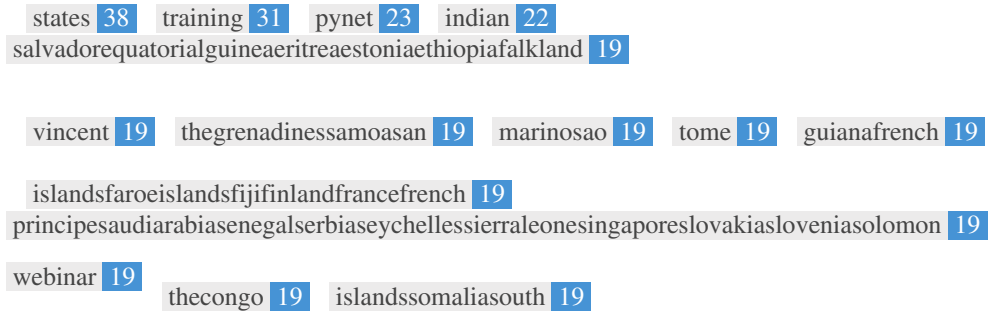 states 38 training 31 pynet 23 indian 22
salvadorequatorialguineaeritreaestoniaethiopiafalkland 19
vincent 19 thegrenadinessamoasan 19 marinosao 19 tome 19 guianafrench 19
islandsfaroeislandsfijifinlandfrancefrench 19
principesaudiarabiasenegalserbiaseychellessierraleonesingaporeslovakiasloveniasolomon 19
webinar 19
thecongo 19 islandssomaliasouth 19